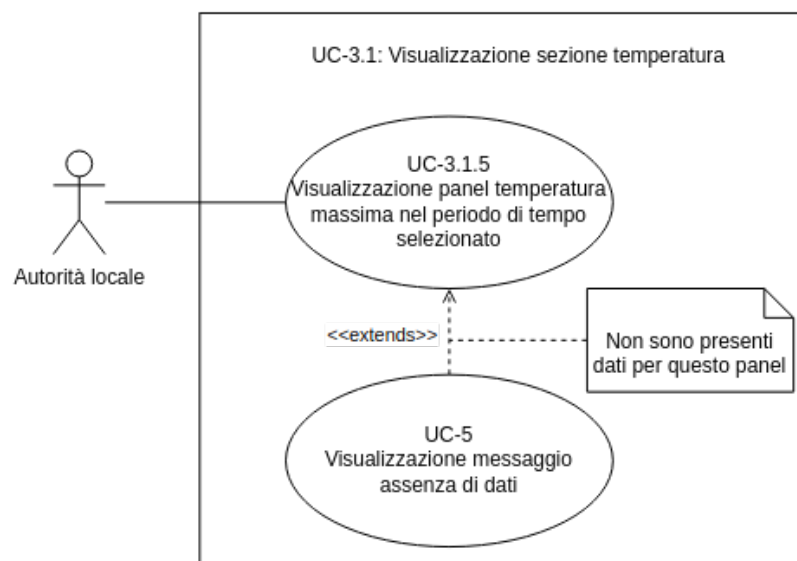 UC-3.1: Visualizzazione sezione temperatura
UC-3.1.5
Visualizzazione panel temperatura
massima nel periodo di tempo
selezionato
Autorità locale
<<extends>>
Non sono presenti
dati per questo panel
UC-5
Visualizzazione messaggio
assenza di dati